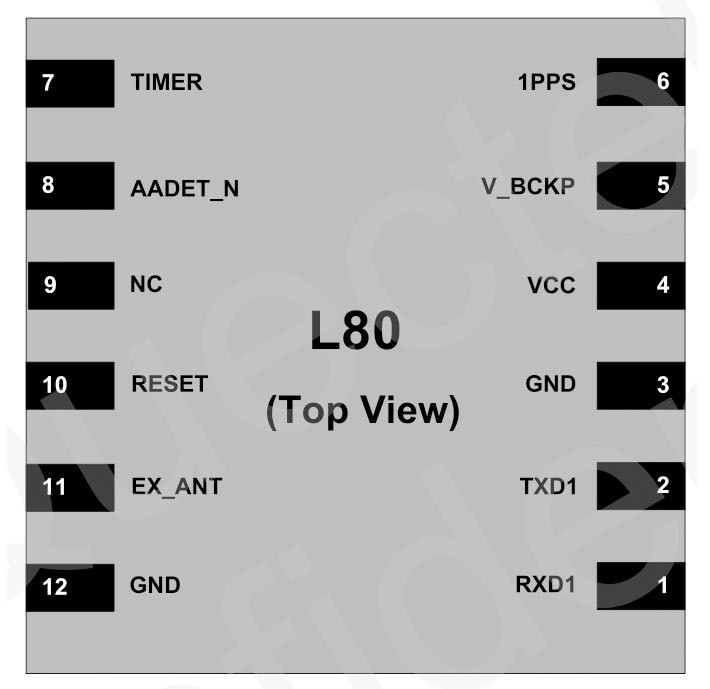 7 TIMER 1PPS 6
8 AADET_N V_BCKP 5
9 NC VCC 4
L80
10 RESET GND 3
(Top View)
11 EX_ANT TXD1 2
12 GND RXD1 1